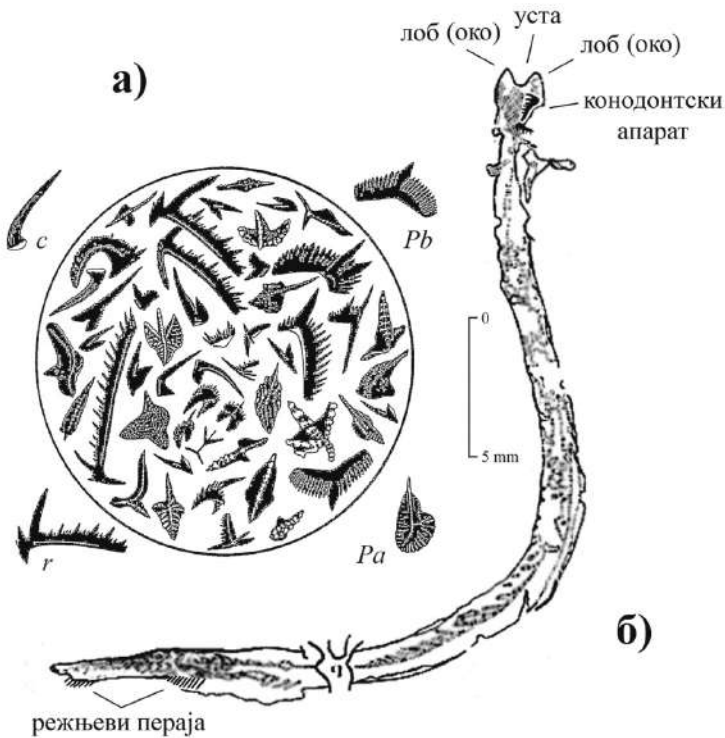 уста
лоб (око)
лоб (око)
а)
конодонтски
апарат
c
Pb
0
5 mm
r
Pa
б)
ч
режњеви пераја